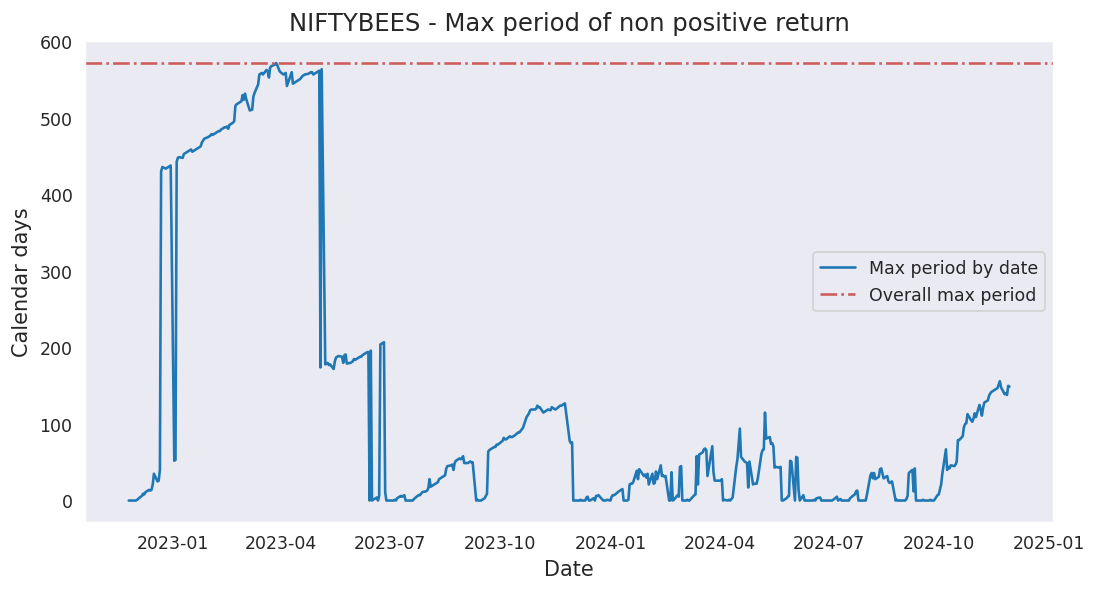 NIFTYBEES - Max period of non positive return
Calendar days
600
500
400
300
200
100
0
Max period by date
Overall max period
2023-01 2023-04 2023-07 2023-10 2024-01 2024-04 2024-07 2024-10 2025-01
Date